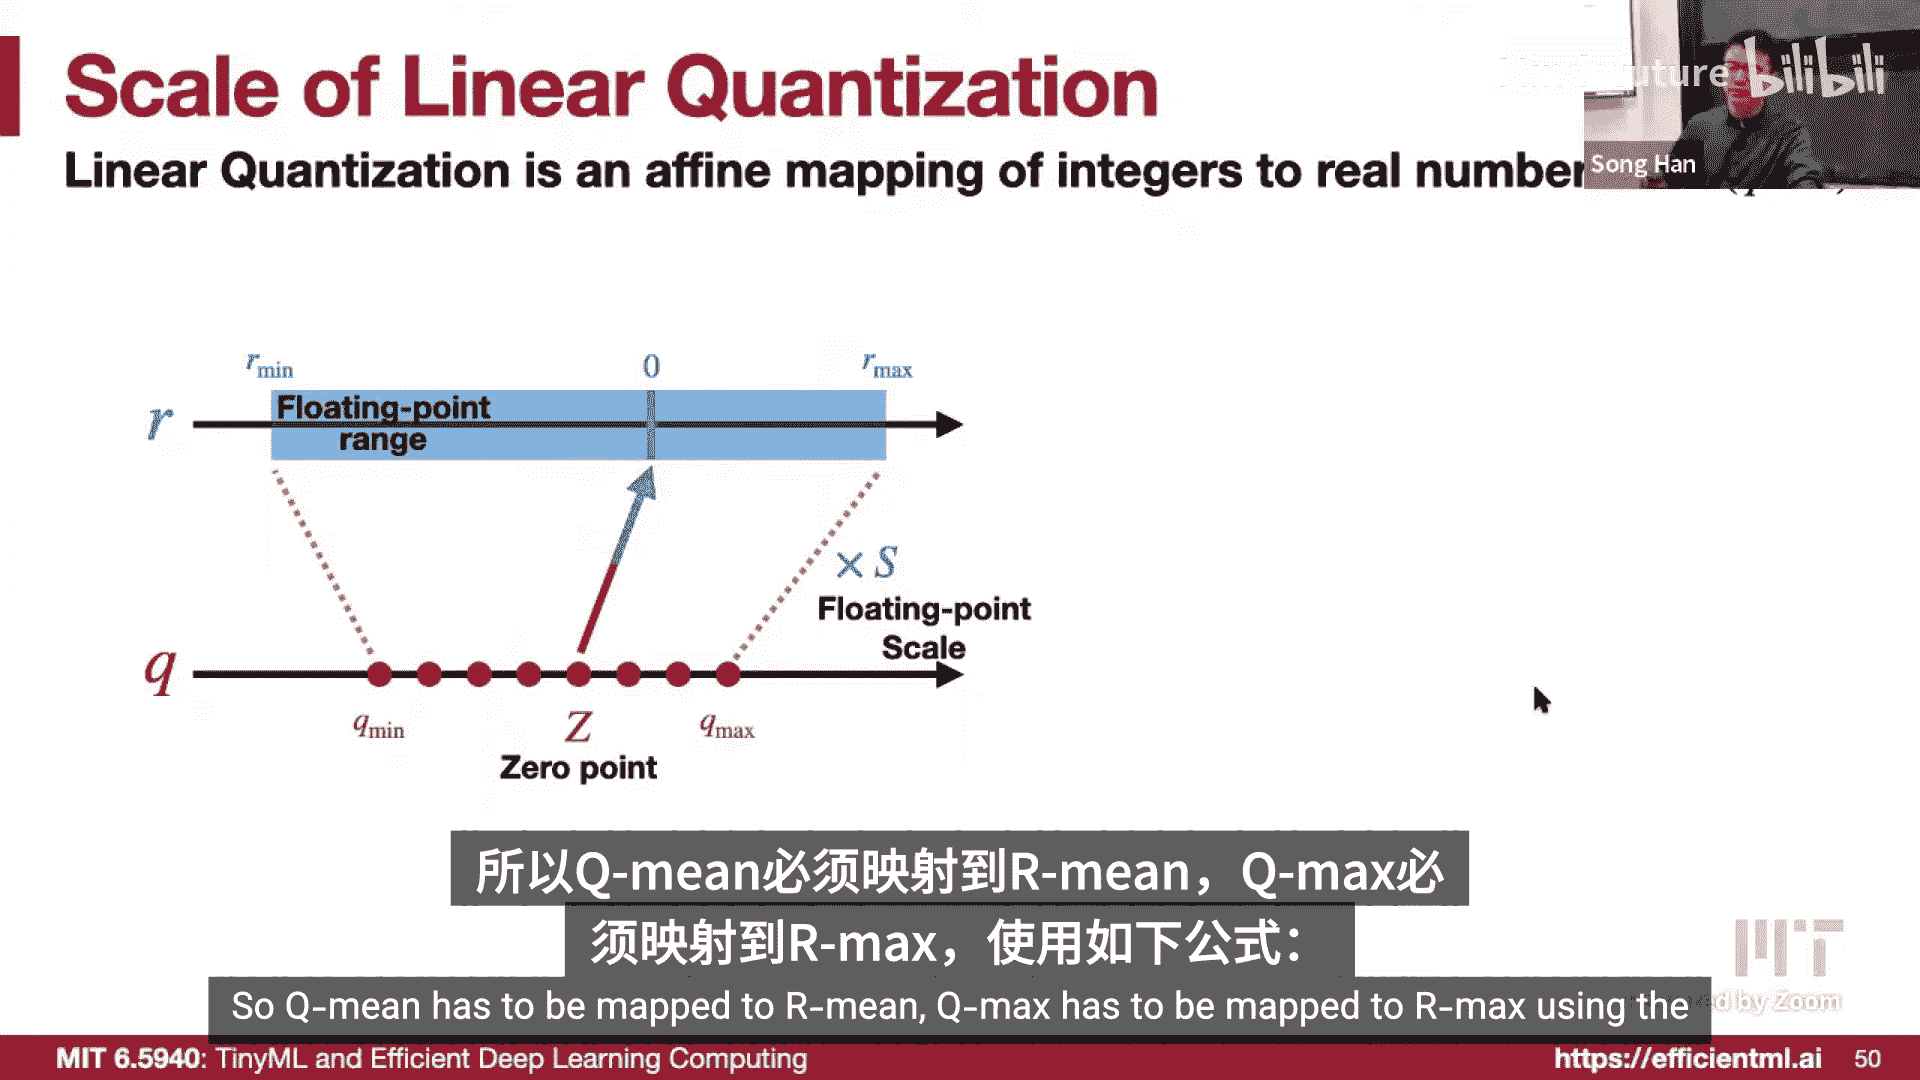 Scale of Linear Quantization
bilibili
Linear Quantization is an affine mapping of integers to real number
Song Han
r_min
0
r_max
r
Floating-point
range
× S
Floating-point
Scale
q
q_min
Z
q_max
Zero point
所以Q-mean必须映射到R-mean，Q-max必
须映射到R-max，使用如下公式：
So Q-mean has to be mapped to R-mean, Q-max has to be mapped to R-max using the
MIT
by Zoom
MIT 6.5940: TinyML and Efficient Deep Learning Computing
https://efficientml.ai
50